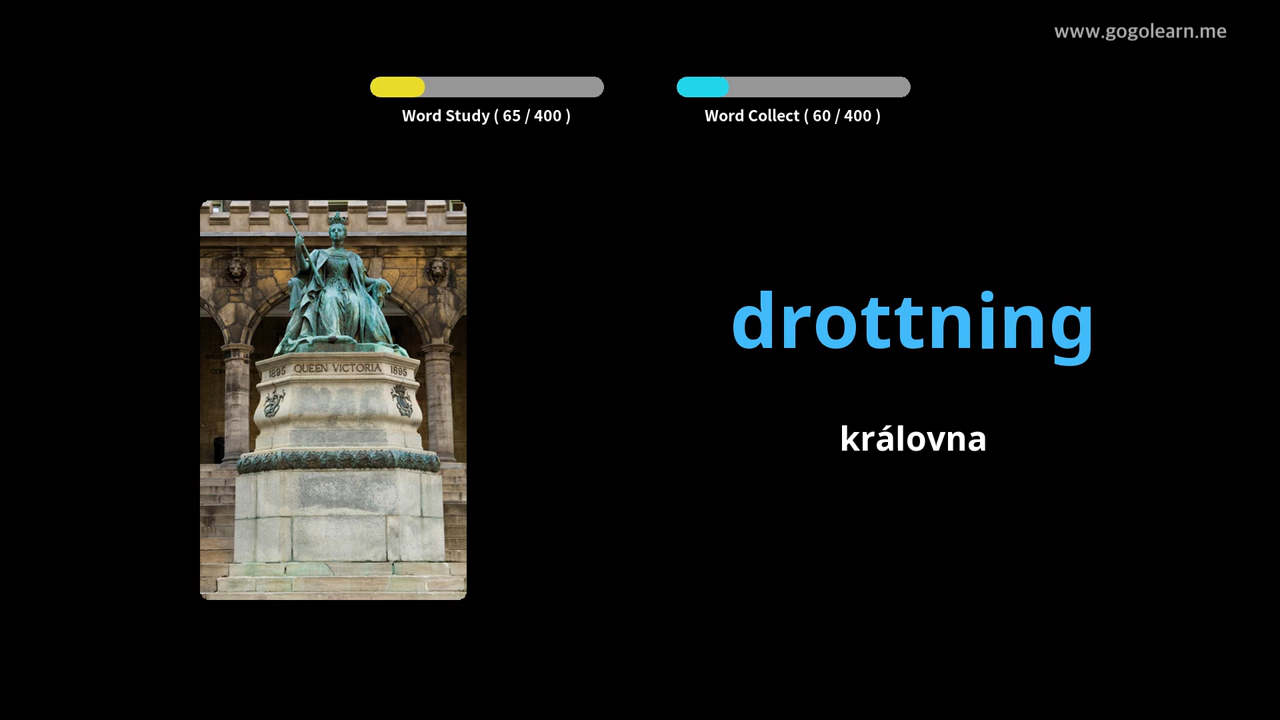 www.gogolearn.me
Word Study ( 65 / 400 )
Word Collect ( 60 / 400 )
1895 QUEEN VICTORIA 1895
drottning
královna